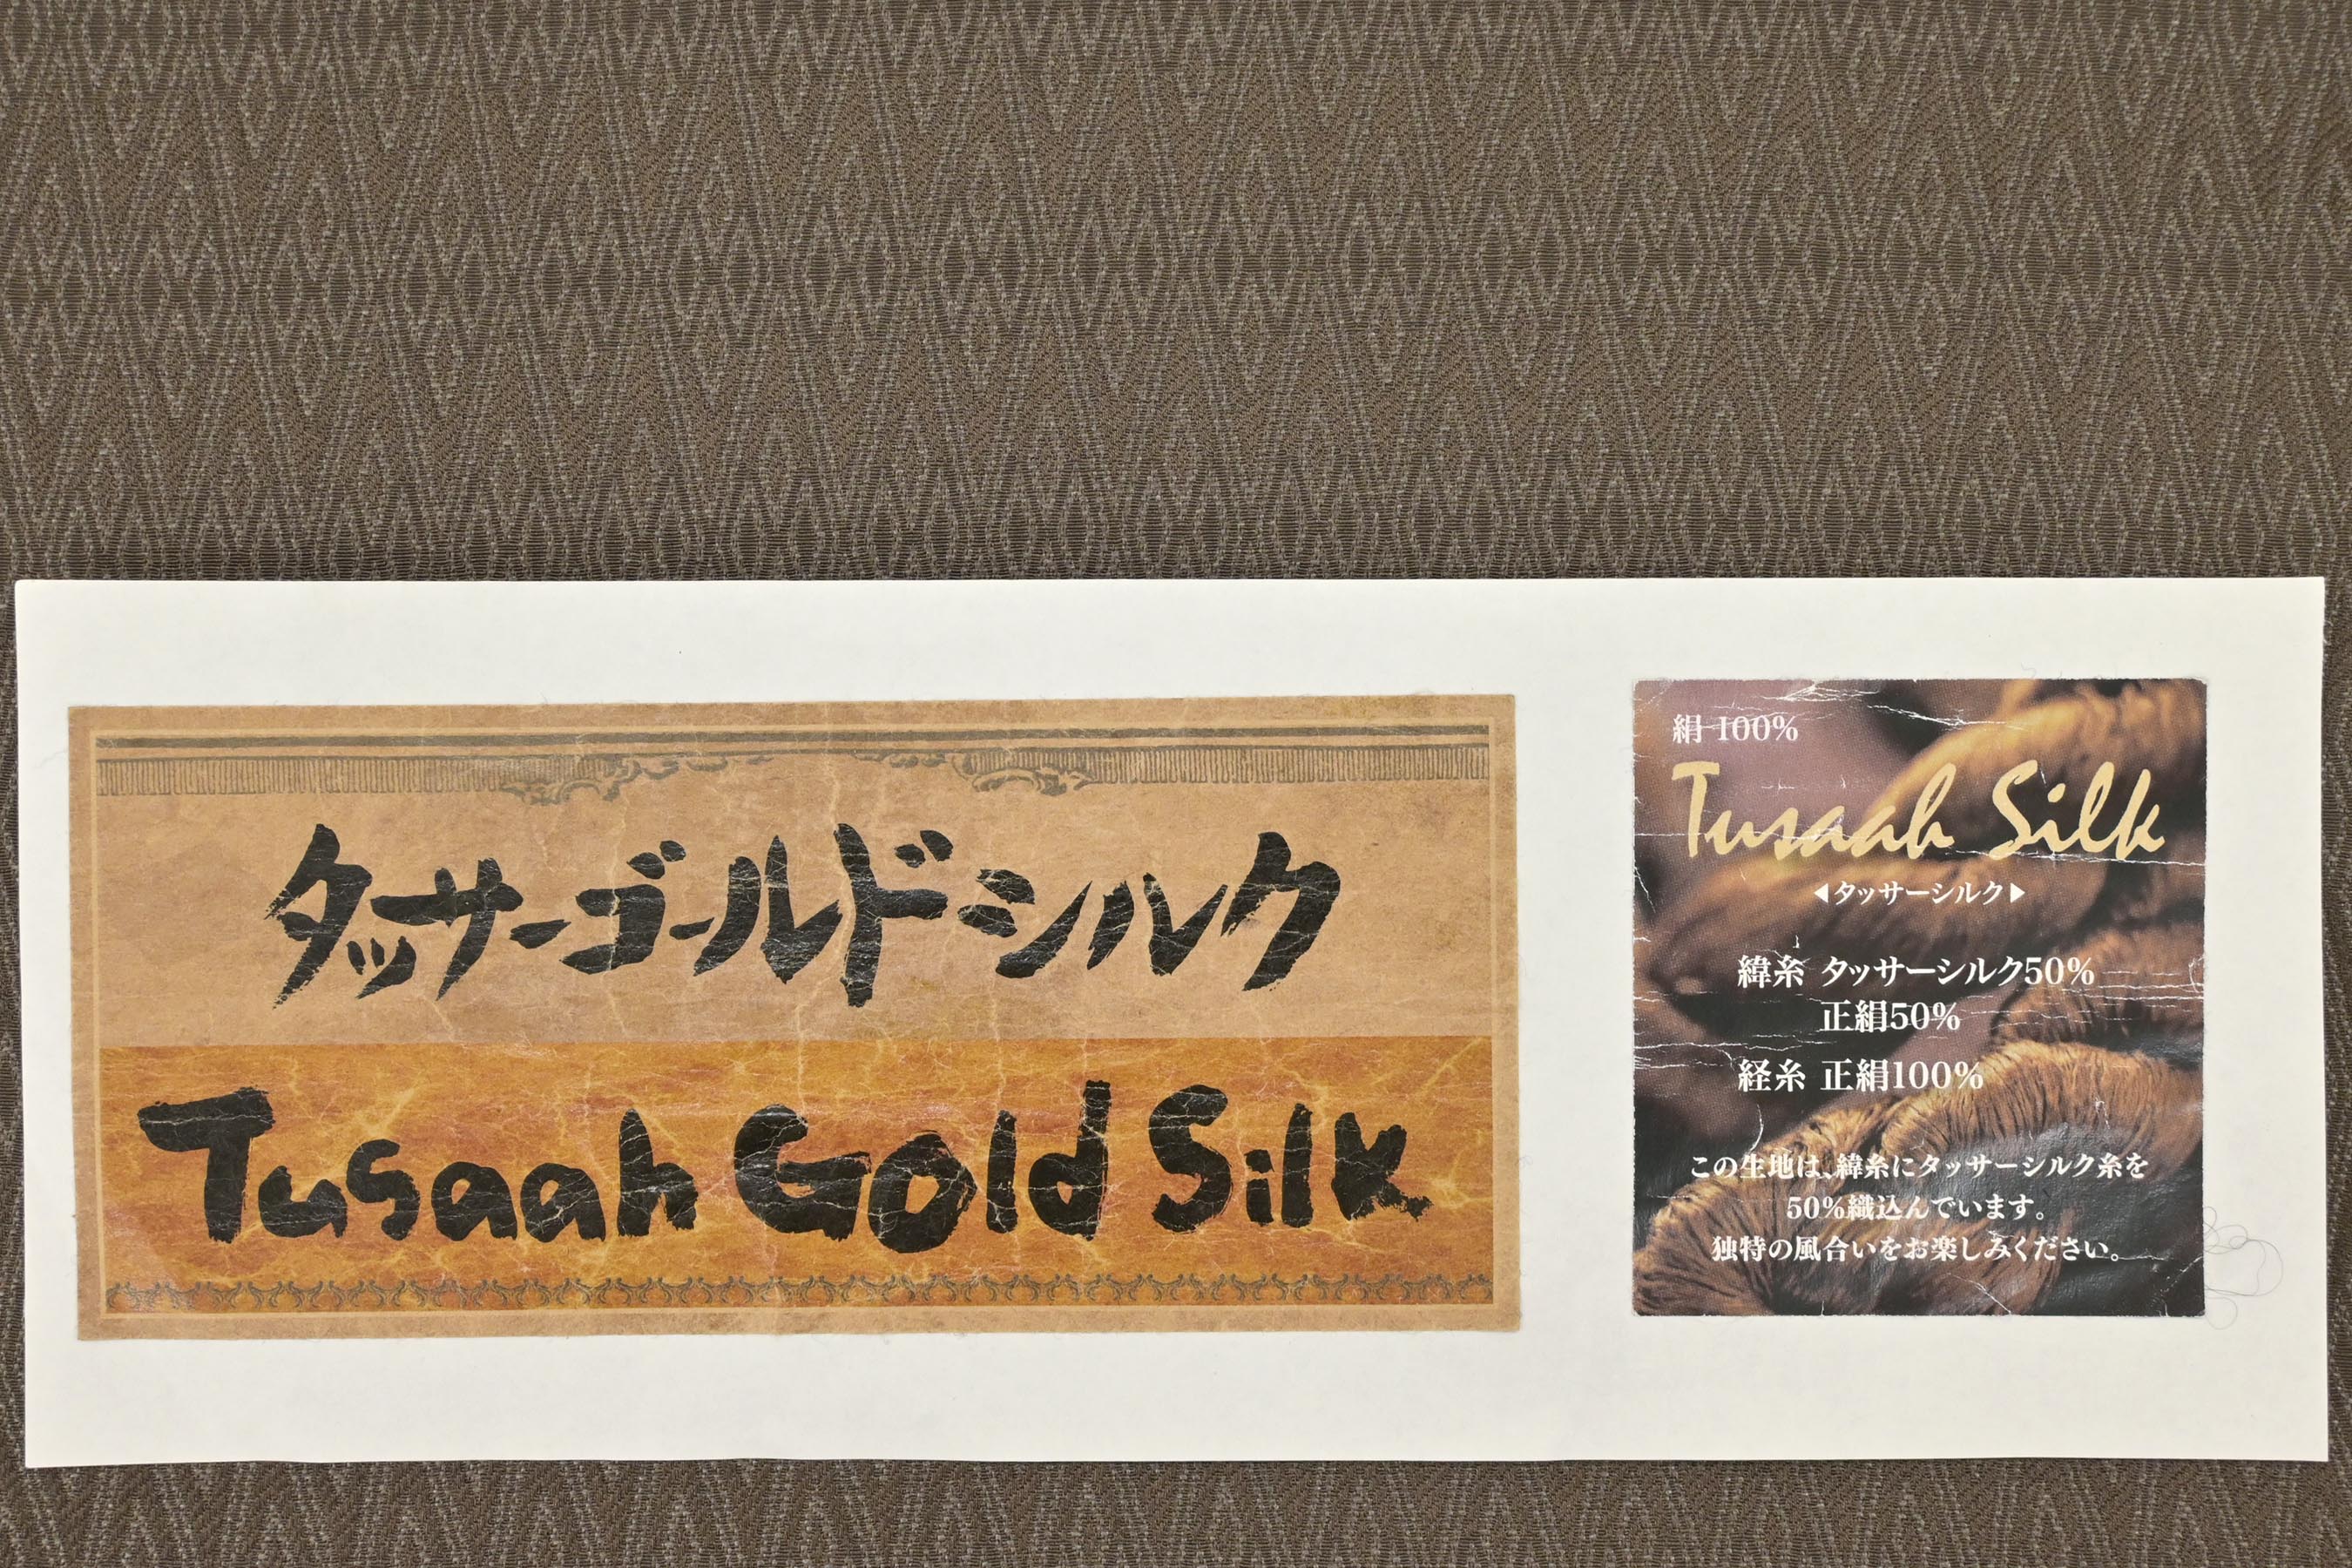 タッサーゴールドシルク
Tusaah Gold Silk
絹 100%
Tusaah Silk
◀タッサーシルク▶
緯糸 タッサーシルク50%
正絹50%
経糸 正絹100%
この生地は、緯糸にタッサーシルク糸を
50%織込んでいます。
独特の風合いをお楽しみください。